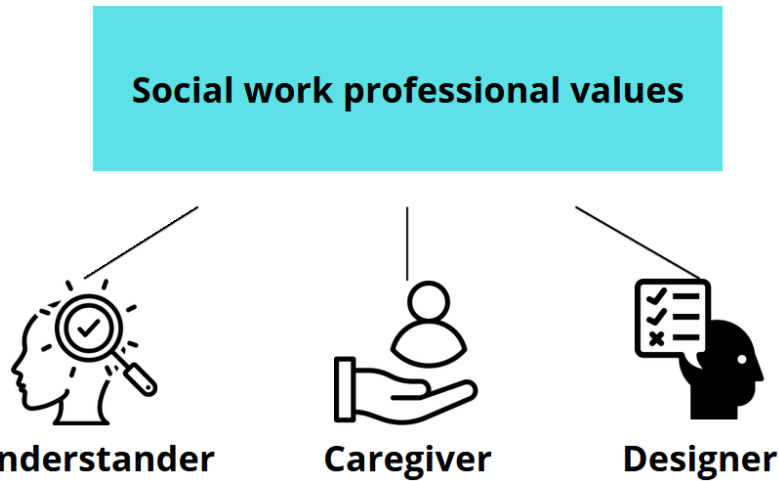 Social work professional values
nderstander
Caregiver
Designer